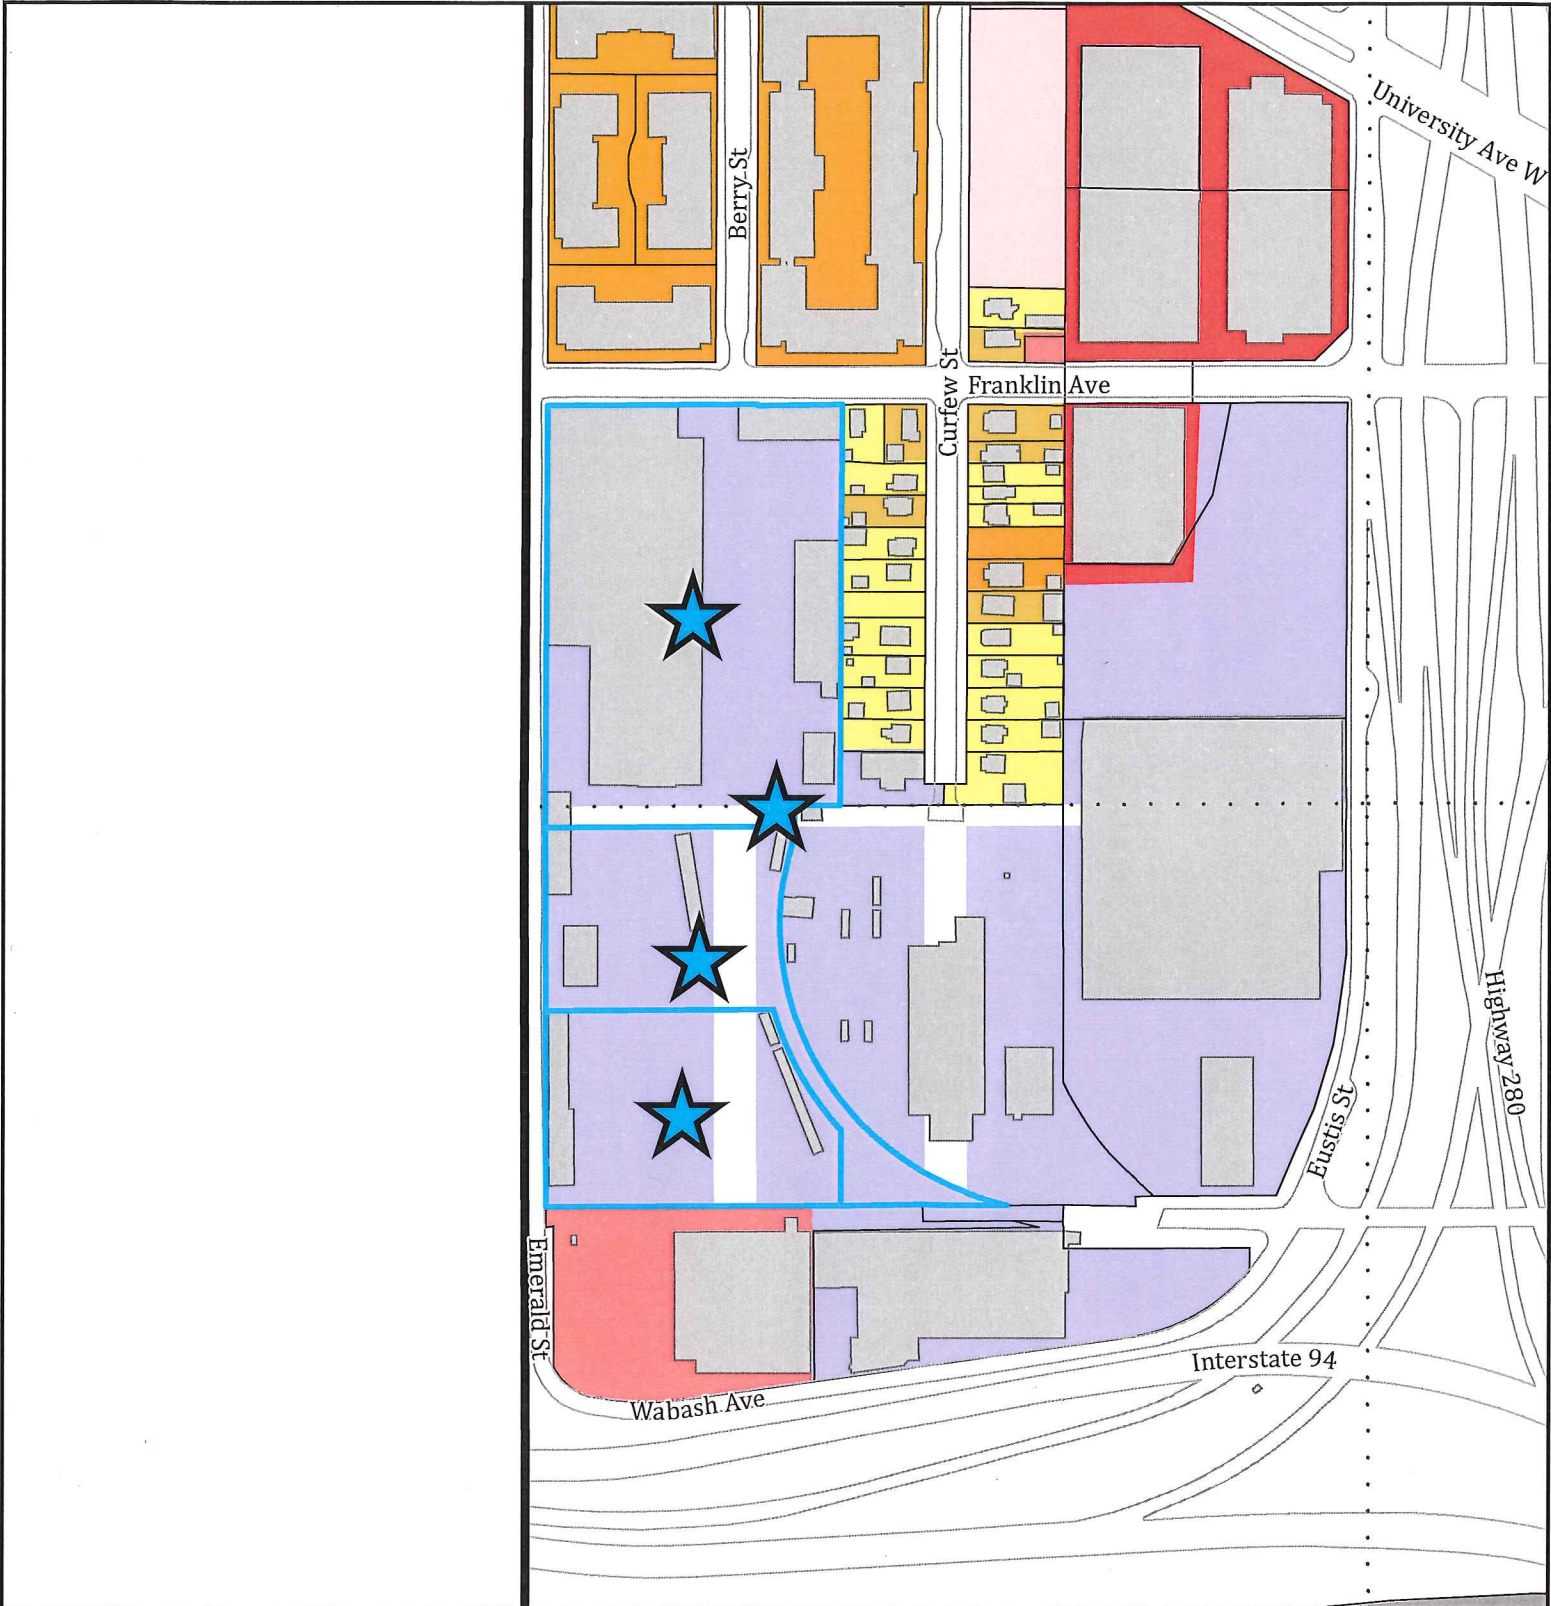 University Ave W
Berry St
Curfew St
Franklin Ave
Highway 280
Eustis St
Emerald St
Interstate 94
Wabash Ave